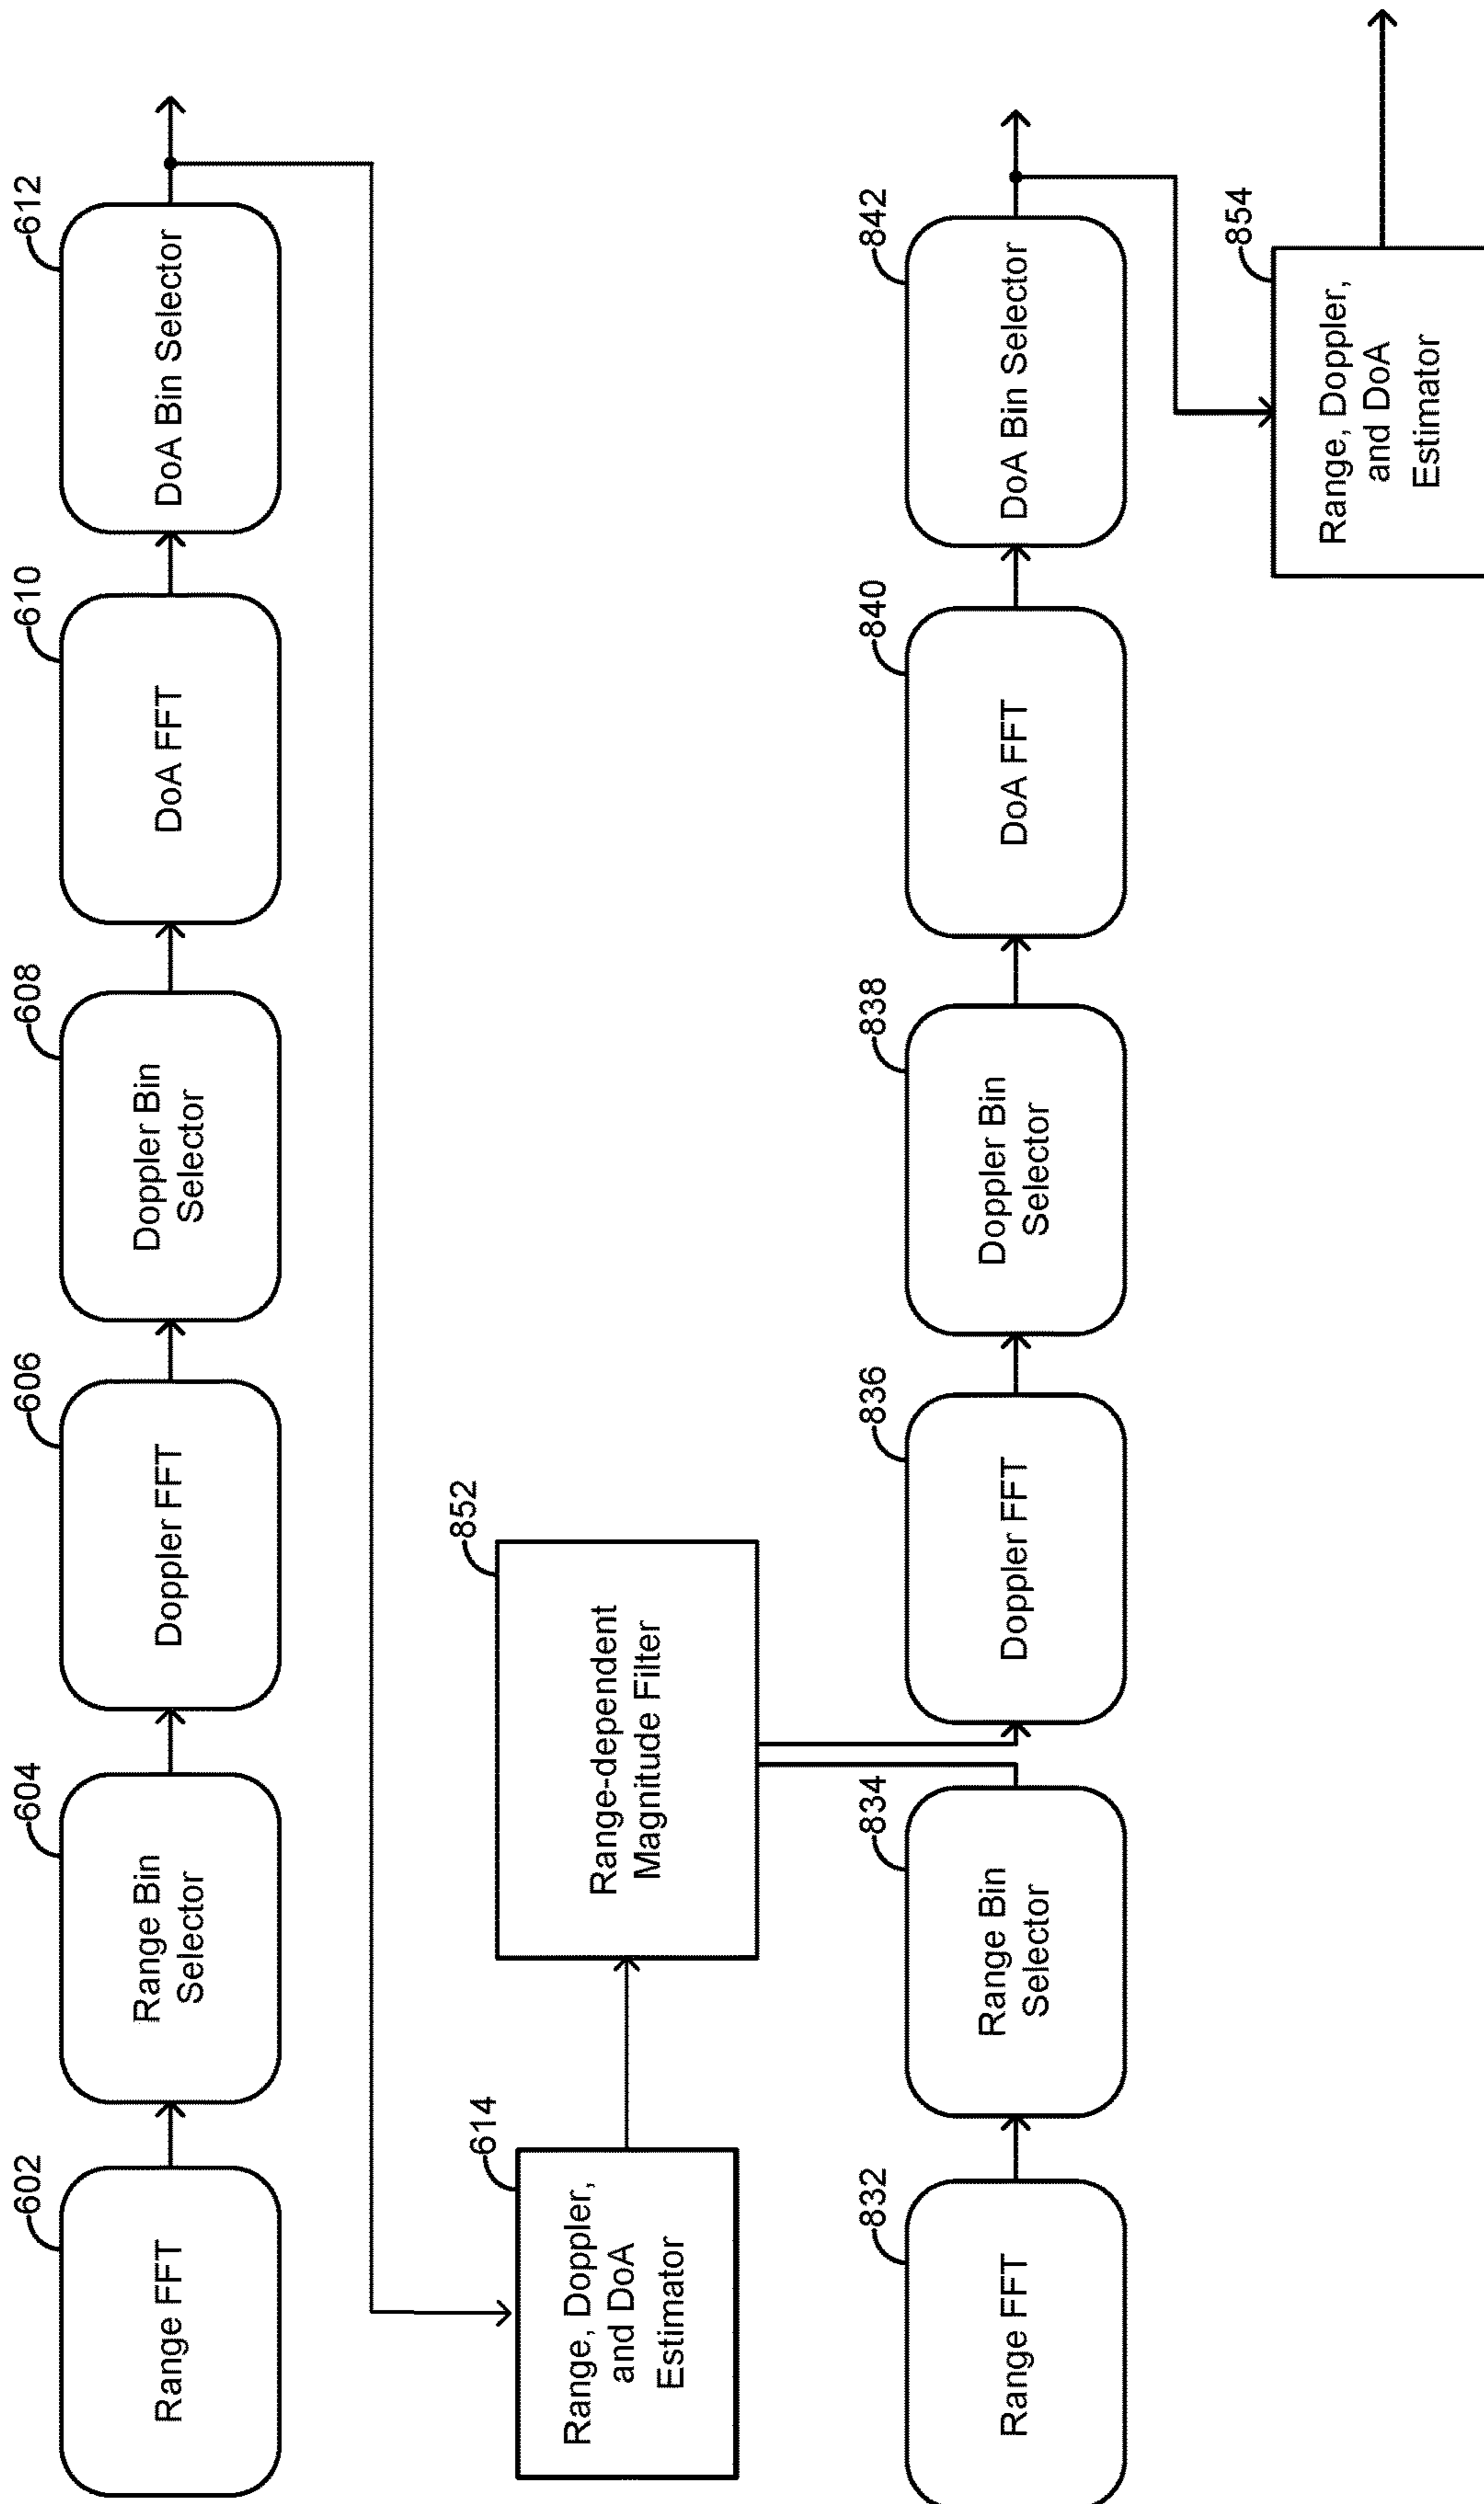 602
Range FFT
604
Range Bin
Selector
606
Doppler FFT
608
Doppler Bin
Selector
610
DoA FFT
612
DoA Bin Selector
614
Range, Doppler,
and DoA
Estimator
852
Range-dependent
Magnitude Filter
832
Range FFT
834
Range Bin
Selector
836
Doppler FFT
838
Doppler Bin
Selector
840
DoA FFT
842
DoA Bin Selector
854
Range, Doppler,
and DoA
Estimator